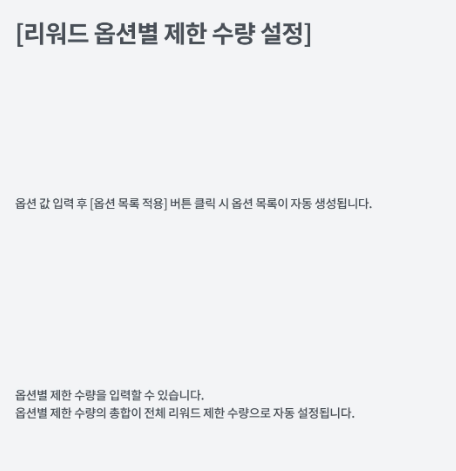 [리워드 옵션별 제한 수량 설정]
옵션 값 입력 후 [옵션 목록 적용] 버튼 클릭 시 옵션 목록이 자동 생성됩니다.
옵션별 제한 수량을 입력할 수 있습니다.
옵션별 제한 수량의 총합이 전체 리워드 제한 수량으로 자동 설정됩니다.